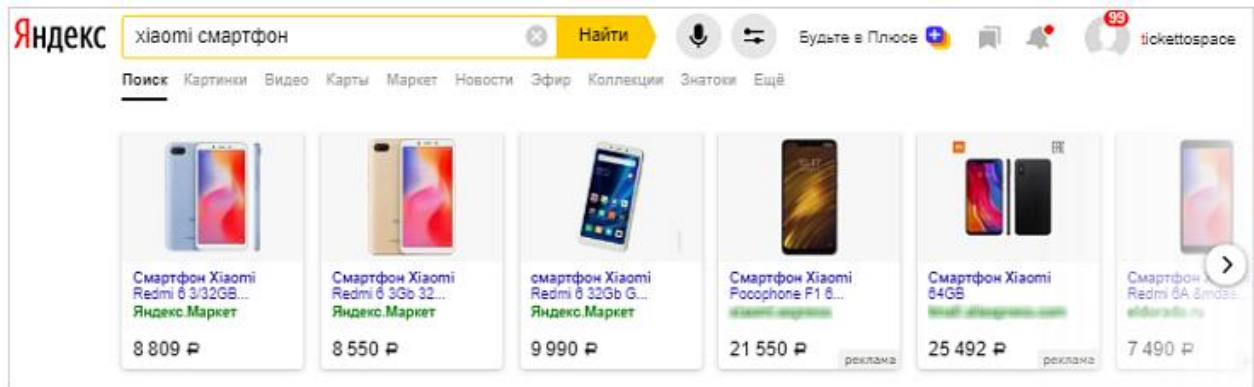 Яндекс
xiaomi смартфон
Найти
Будьте в Плюсе
99
tickettospace
Поиск Картинки Видео Карты Маркет Новости Эфир Коллекции Знатоки Ещё
Смартфон Xiaomi
Redmi 6 3/32GB...
Яндекс.Маркет
8 809 ₽
Смартфон Xiaomi
Redmi 6 3Gb 32...
Яндекс.Маркет
8 550 ₽
смартфон Xiaomi
Redmi 6 32Gb G...
Яндекс.Маркет
9 990 ₽
Смартфон Xiaomi
Pocophone F1 6...
21 550 ₽
реклама
EAC
Смартфон Xiaomi
64GB
25 492 ₽
реклама
Смартфон
Redmi 6A &mdas...
eldorado.ru
7 490 ₽